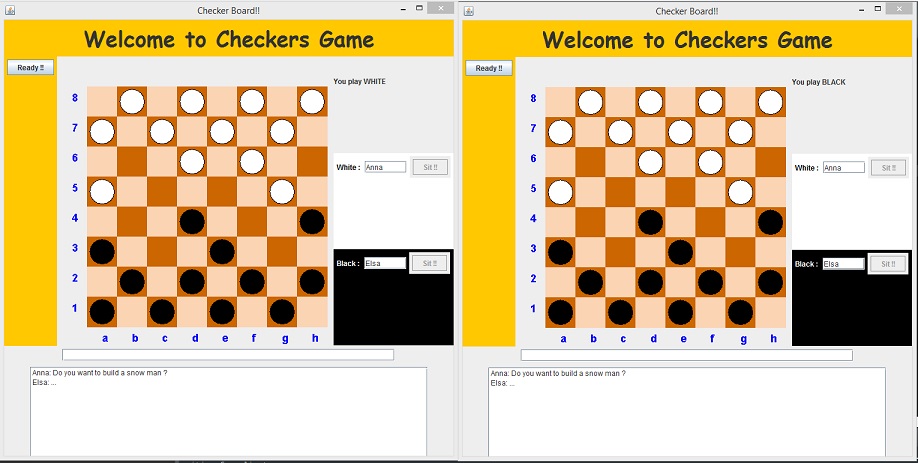 Checker Board!!
Welcome to Checkers Game
Ready !!
You play WHITE
8
7
6
5
4
3
2
1
a b c d e f g h
White : Anna Sit !!
Black : Elsa Sit !!
Anna: Do you want to build a snow man ?
Elsa: ...
Checker Board!!
Welcome to Checkers Game
Ready !!
You play BLACK
8
7
6
5
4
3
2
1
a b c d e f g h
White : Anna Sit !!
Black : Elsa Sit !!
Anna: Do you want to build a snow man ?
Elsa: ...